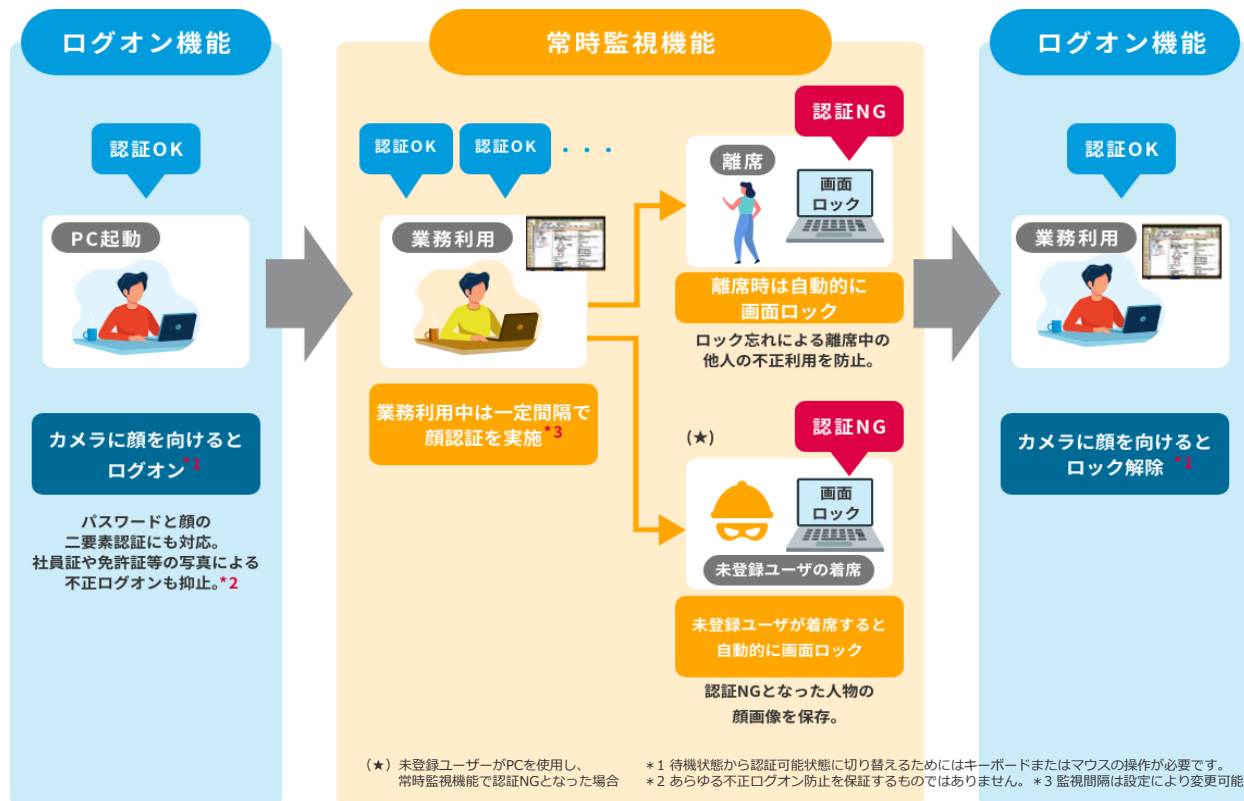 ログオン機能
認証OK
PC起動
カメラに顔を向けると
ログオン*1
パスワードと顔の
二要素認証にも対応。
社員証や免許証等の写真による
不正ログオンも抑止。*2
常時監視機能
認証OK
認証OK
・・・
業務利用
業務利用中は一定間隔で
顔認証を実施*3
認証NG
離席
画面
ロック
離席時は自動的に
画面ロック
ロック忘れによる離席中の
他人の不正利用を防止。
(★)
認証NG
画面
ロック
未登録ユーザの着席
未登録ユーザが着席すると
自動的に画面ロック
認証NGとなった人物の
顔画像を保存。
ログオン機能
認証OK
業務利用
カメラに顔を向けると
ロック解除 *1
(★) 未登録ユーザーがPCを使用し、
常時監視機能で認証NGとなった場合
*1 待機状態から認証可能状態に切り替えるためにはキーボードまたはマウスの操作が必要です。
*2 あらゆる不正ログオン防止を保証するものではありません。 *3 監視間隔は設定により変更可能